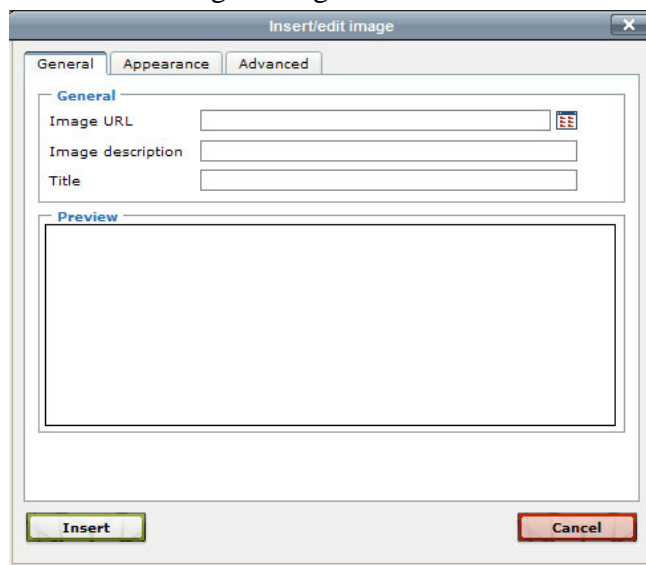 Insert/edit image
General Appearance Advanced
General
Image URL
Image description
Title
Preview
Insert Cancel